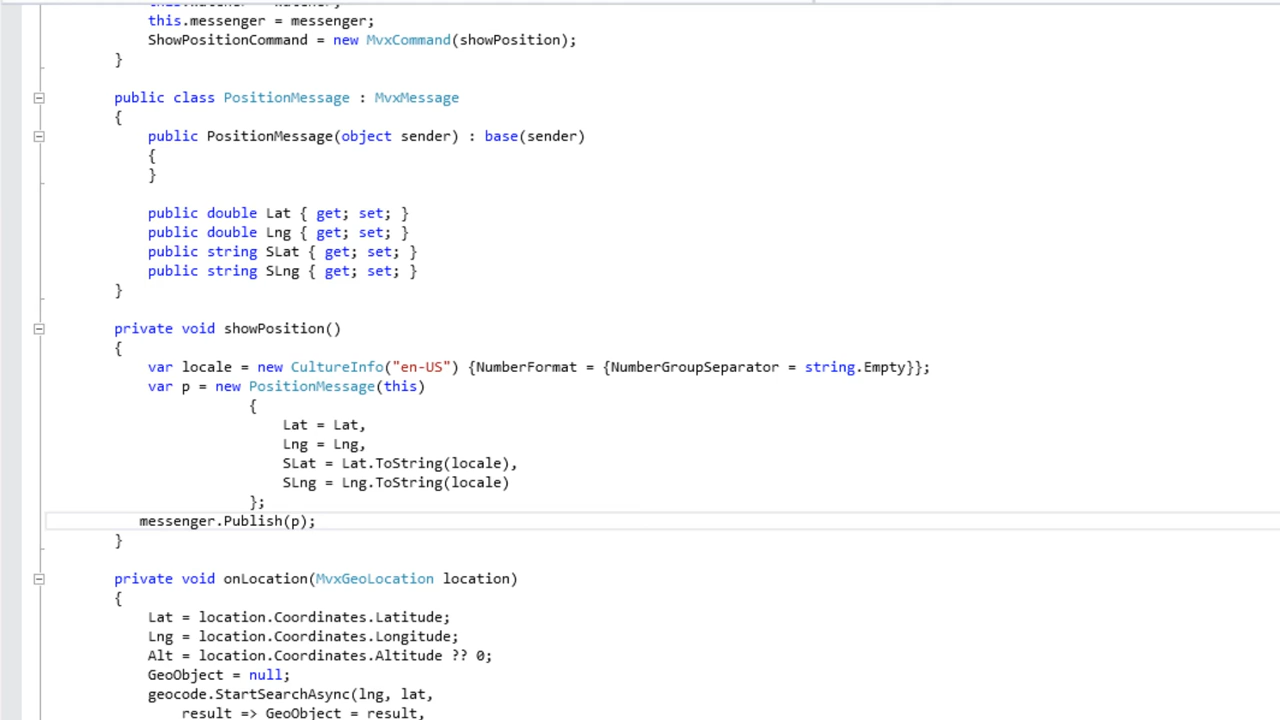 this.watcher = watcher;
this.messenger = messenger;
ShowPositionCommand = new MvxCommand(showPosition);
}
public class PositionMessage : MvxMessage
{
public PositionMessage(object sender) : base(sender)
{
}
public double Lat { get; set; }
public double Lng { get; set; }
public string SLat { get; set; }
public string SLng { get; set; }
}
private void showPosition()
{
var locale = new CultureInfo("en-US") {NumberFormat = {NumberGroupSeparator = string.Empty}};
var p = new PositionMessage(this)
{
Lat = Lat,
Lng = Lng,
SLat = Lat.ToString(locale),
SLng = Lng.ToString(locale)
};
messenger.Publish(p);
}
private void onLocation(MvxGeoLocation location)
{
Lat = location.Coordinates.Latitude;
Lng = location.Coordinates.Longitude;
Alt = location.Coordinates.Altitude ?? 0;
GeoObject = null;
geocode.StartSearchAsync(lng, lat,
result => GeoObject = result,